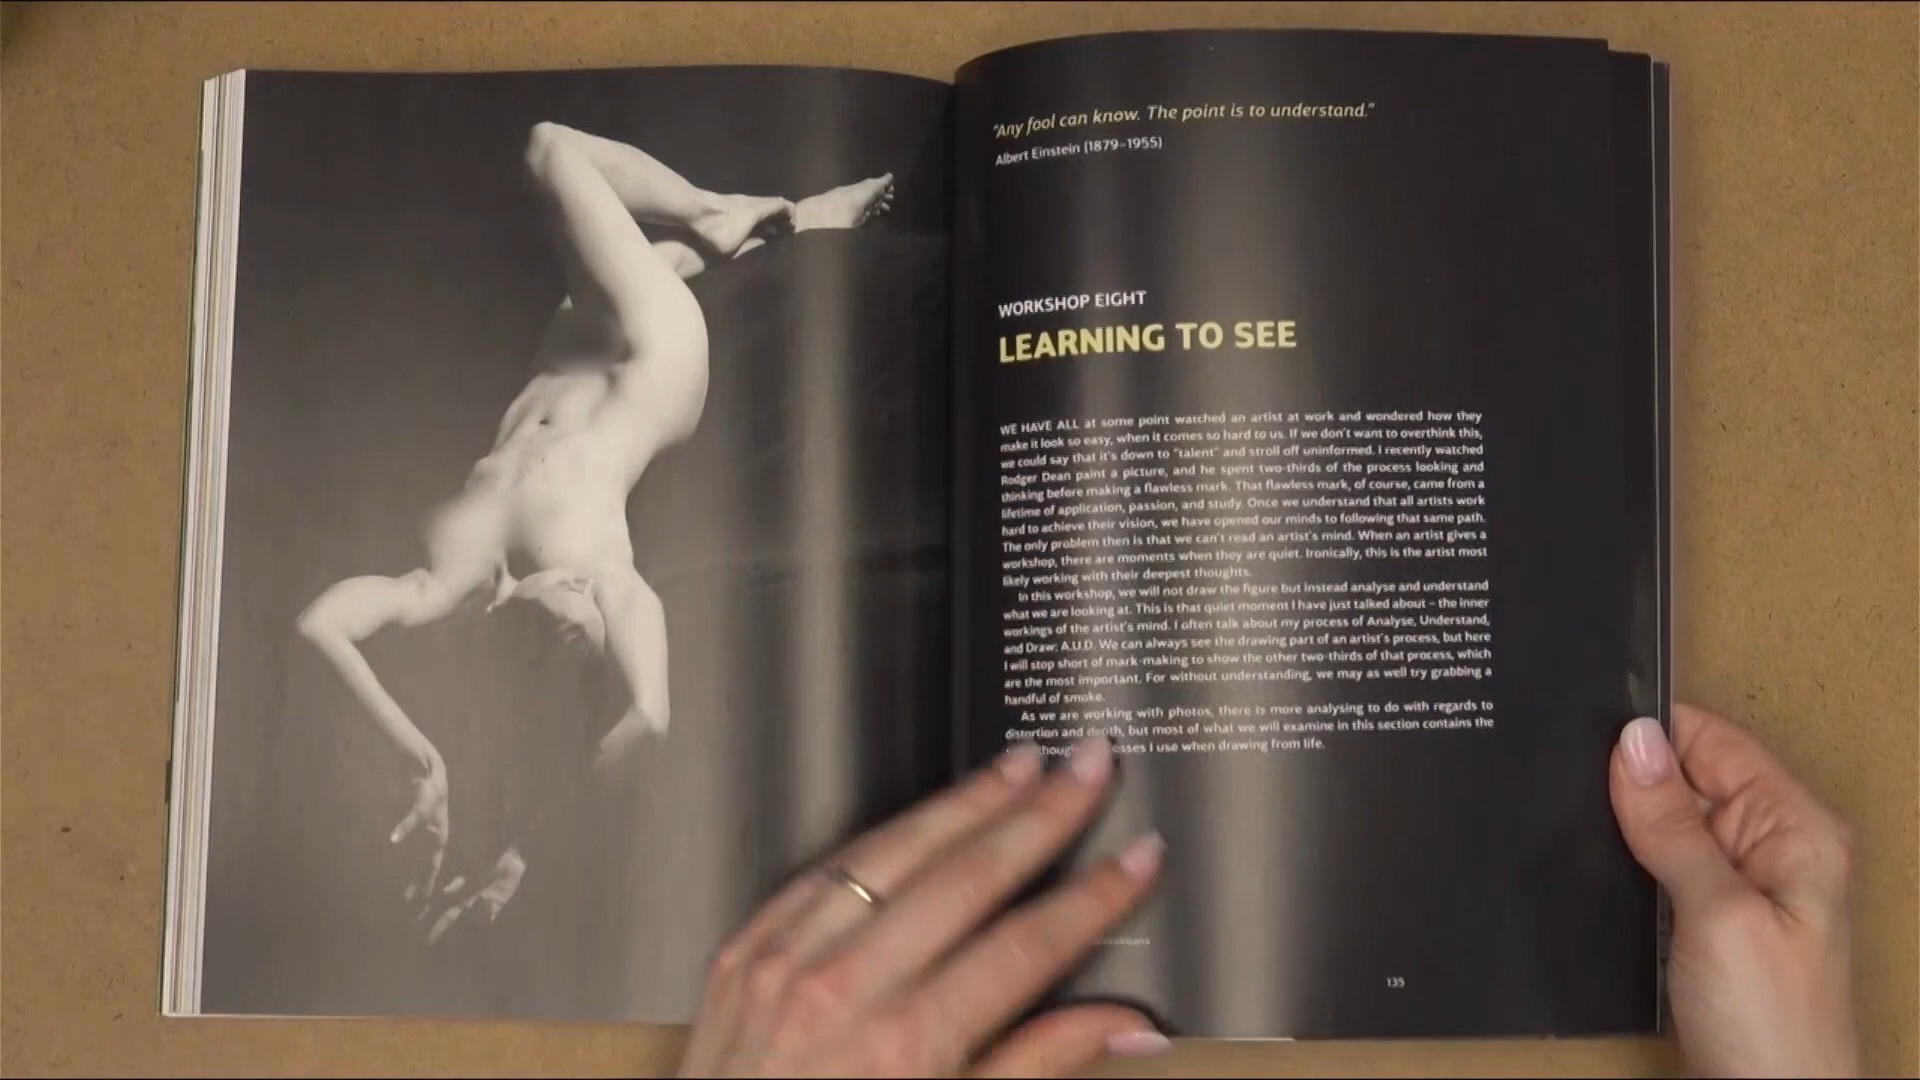 "Any fool can know. The point is to understand."
Albert Einstein (1879–1955)
WORKSHOP EIGHT
LEARNING TO SEE
WE HAVE ALL at some point watched an artist at work and wondered how they
make it look so easy, when it comes so hard to us. If we don't want to overthink this,
we could say that it's down to "talent" and stroll off uninformed. I recently watched
Rodger Dean paint a picture, and he spent two-thirds of the process looking and
thinking before making a flawless mark. That flawless mark, of course, came from a
lifetime of application, passion, and study. Once we understand that all artists work
hard to achieve their vision, we have opened our minds to following that same path.
The only problem then is that we can't read an artist's mind. When an artist gives a
workshop, there are moments when they are quiet. Ironically, this is the artist most
likely working with their deepest thoughts.
In this workshop, we will not draw the figure but instead analyse and understand
what we are looking at. This is that quiet moment I have just talked about – the inner
workings of the artist's mind. I often talk about my process of Analyse, Understand,
and Draw: A.U.D. We can always see the drawing part of an artist's process, but here
I will stop short of mark-making to show the other two-thirds of that process, which
are the most important. For without understanding, we may as well try grabbing a
handful of smoke.
As we are working with photos, there is more analysing to do with regards to
distortion and depth, but most of what we will examine in this section contains the
I use when drawing from life.
135